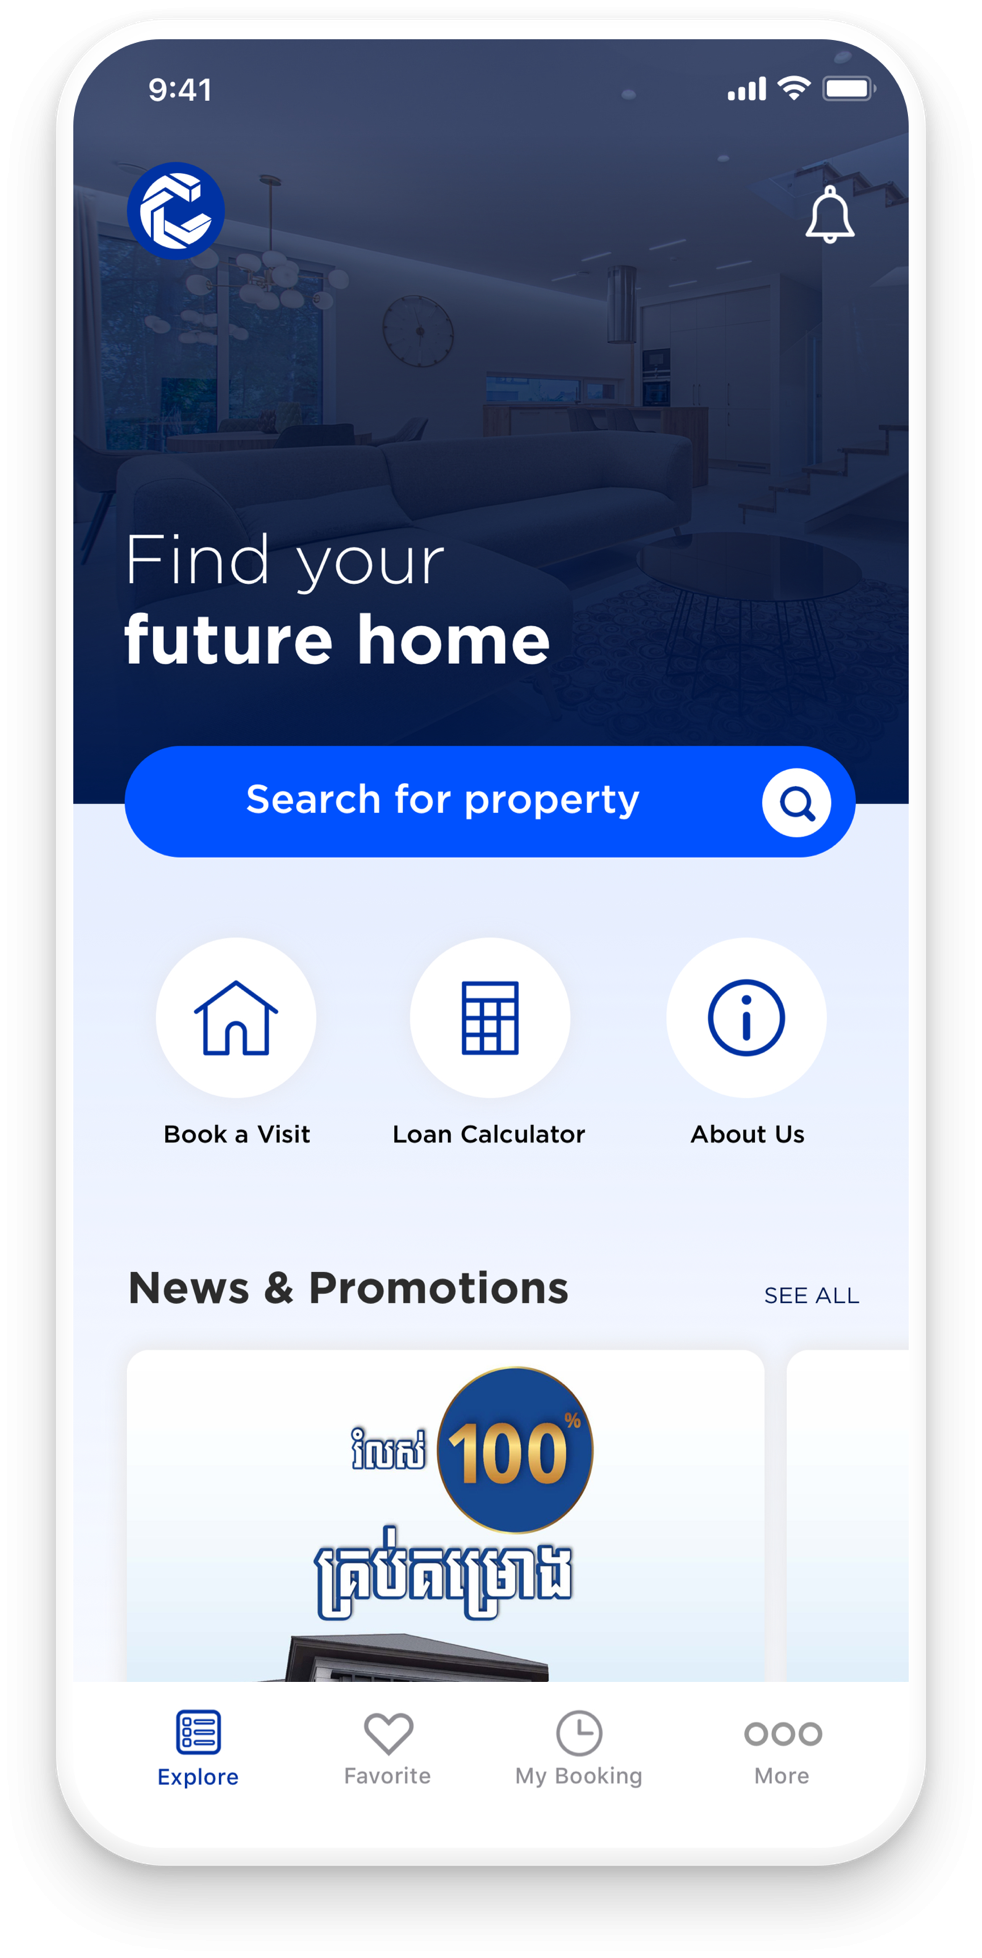 9:41
Find your
future home
Search for property
Book a Visit
Loan Calculator
About Us
News & Promotions
SEE ALL
រំលស់ 100%
គ្រប់គម្រោង
Explore
Favorite
My Booking
More